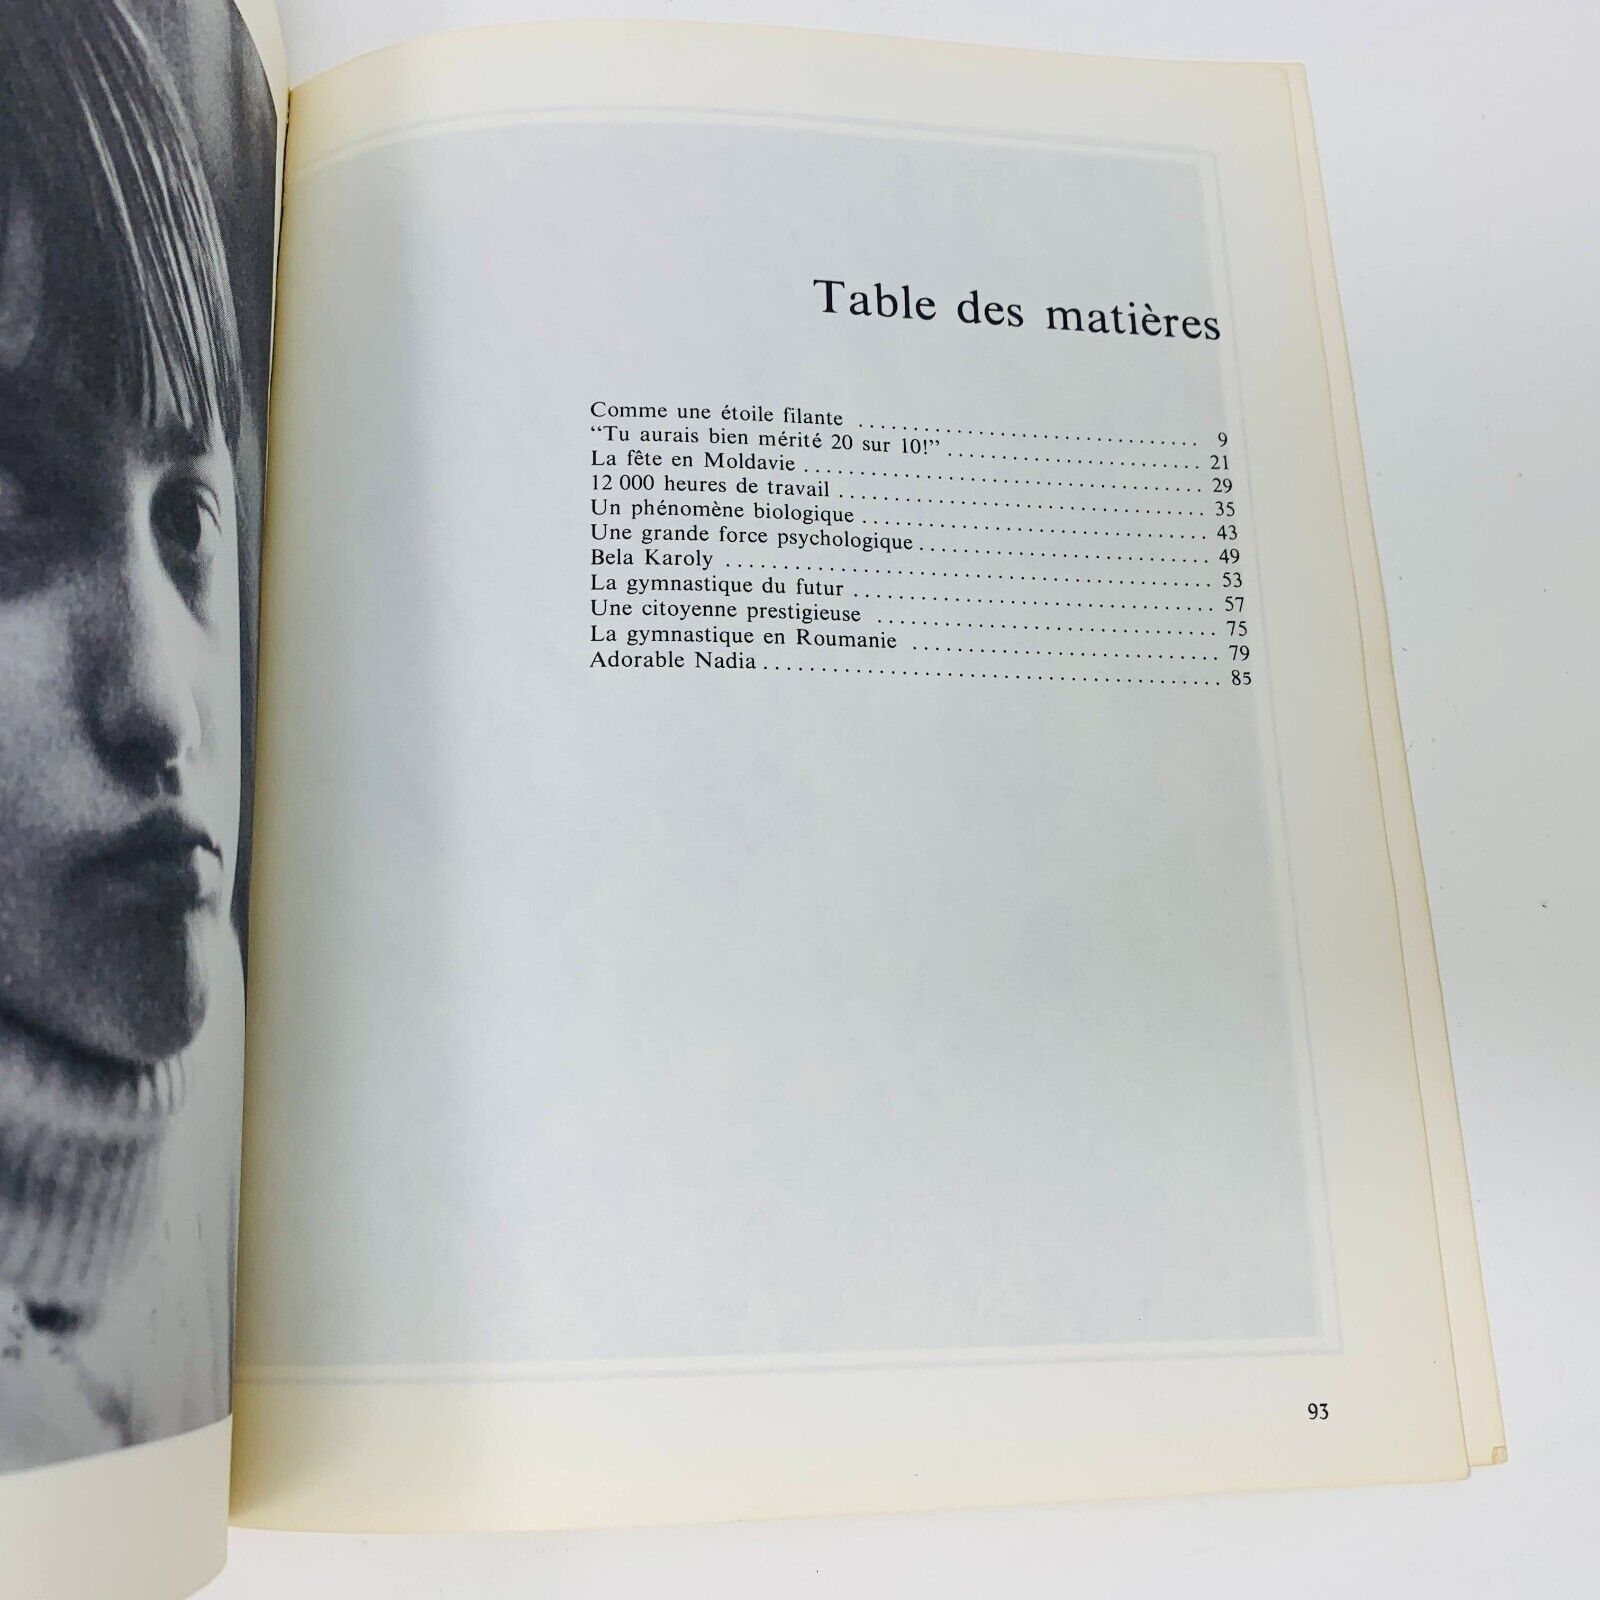 Table des matières
Comme une étoile filante .................................. 9
“Tu aurais bien mérité 20 sur 10!” ........................ 21
La fête en Moldavie ....................................... 29
12 000 heures de travail .................................. 35
Un phénomène biologique ................................... 43
Une grande force psychologique ............................ 49
Bela Karoly ............................................... 53
La gymnastique du futur ................................... 57
Une citoyenne prestigieuse ................................ 75
La gymnastique en Roumanie ................................ 79
Adorable Nadia ............................................ 85
93